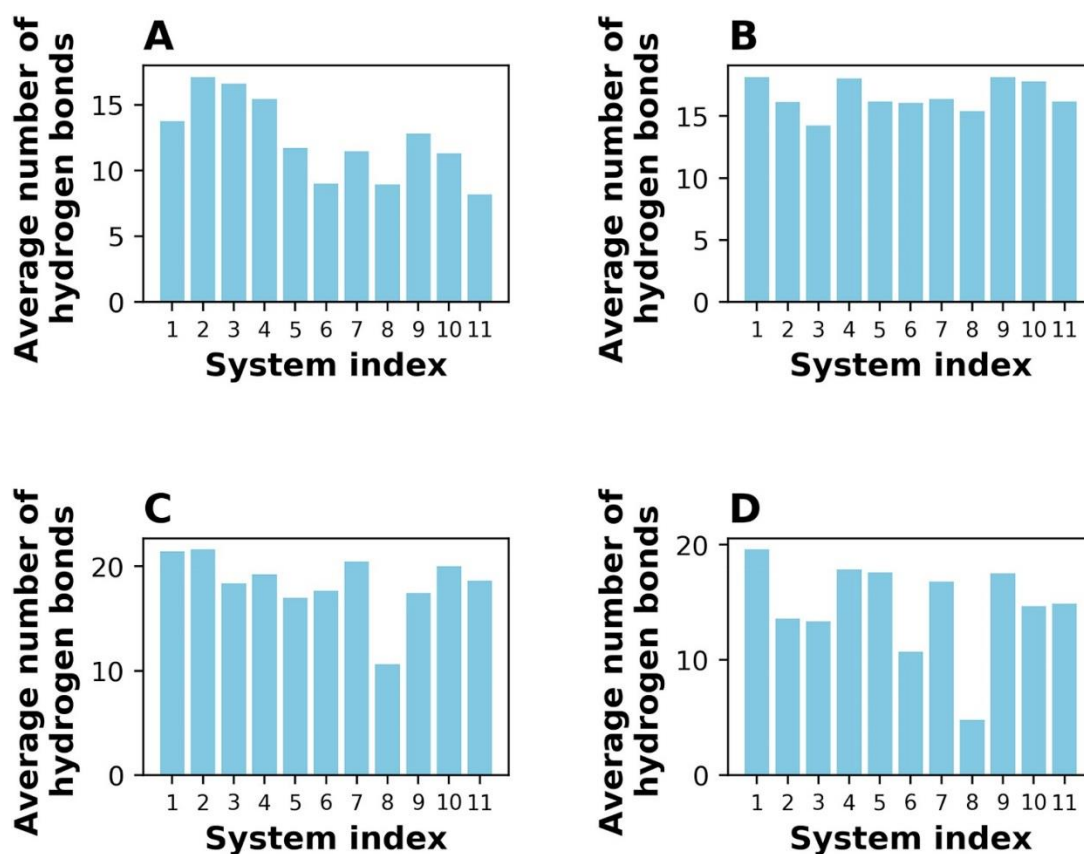 A
Average number of
hydrogen bonds
15
10
5
0
1 2 3 4 5 6 7 8 9 10 11
System index
B
Average number of
hydrogen bonds
15
10
5
0
1 2 3 4 5 6 7 8 9 10 11
System index
C
Average number of
hydrogen bonds
20
10
0
1 2 3 4 5 6 7 8 9 10 11
System index
D
Average number of
hydrogen bonds
20
10
0
1 2 3 4 5 6 7 8 9 10 11
System index